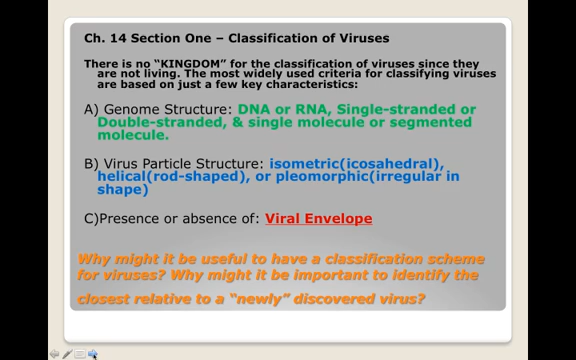 Ch. 14 Section One – Classification of Viruses
There is no “KINGDOM” for the classification of viruses since they
are not living. The most widely used criteria for classifying viruses
are based on just a few key characteristics:
A) Genome Structure: DNA or RNA, Single-stranded or
Double-stranded, & single molecule or segmented
molecule.
B) Virus Particle Structure: isometric(icosahedral),
helical(rod-shaped), or pleomorphic(irregular in
shape)
C)Presence or absence of: Viral Envelope
Why might it be useful to have a classification scheme
for viruses? Why might it be important to identify the
closest relative to a “newly” discovered virus?